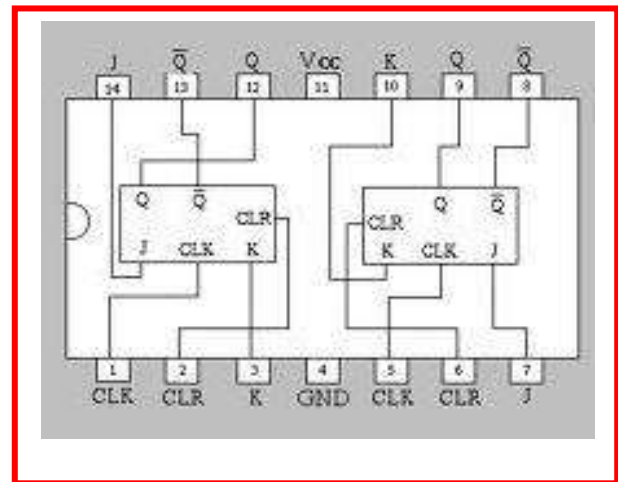 J Q̅ Q Vcc K Q Q̅
14 13 12 11 10 9 8
Q Q̅ Q Q̅
CLR CLR
J CLK K K CLK J
1 2 3 4 5 6 7
CLK CLR K GND CLK CLR J